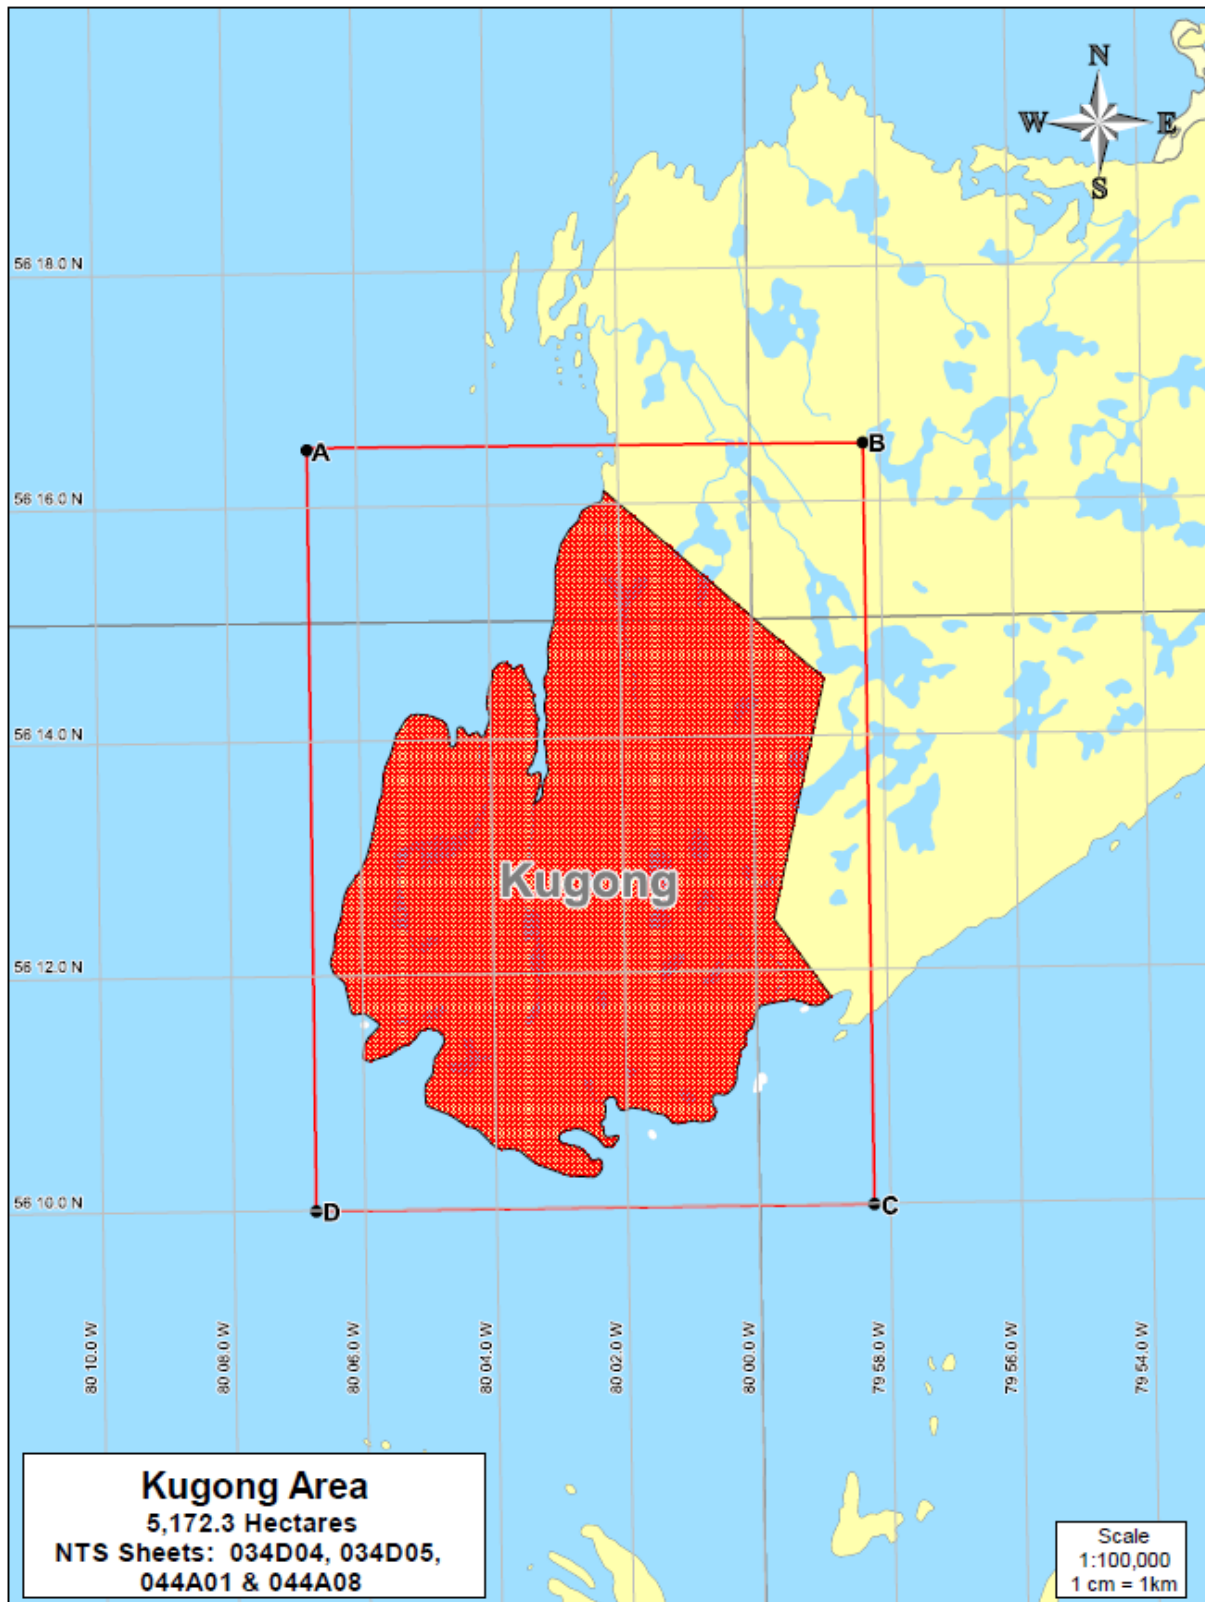 N
W E
S
56 18.0 N
A
B
56 16.0 N
56 14.0 N
Kugong
56 12.0 N
56 10.0 N
D
C
80 10.0 W
80 08.0 W
80 06.0 W
80 04.0 W
80 02.0 W
80 00.0 W
79 58.0 W
79 56.0 W
79 54.0 W
Kugong Area
5,172.3 Hectares
NTS Sheets: 034D04, 034D05,
044A01 & 044A08
Scale
1:100,000
1 cm = 1km